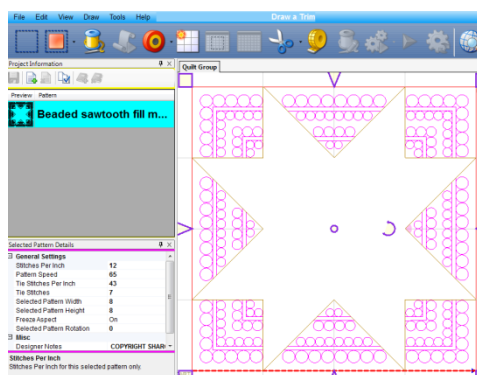 File Edit View Draw Tools Help Draw a Trim
Project Information
Quilt Group
Preview Pattern
Beaded sawtooth fill m...
Selected Pattern Details
General Settings
Stitches Per Inch 12
Pattern Speed 65
Tie Stitches Per Inch 43
Tie Stitches 7
Selected Pattern Width 8
Selected Pattern Height 8
Freeze Aspect On
Selected Pattern Rotation 0
Misc
Designer Notes COPYRIGHT SHARI
Stitches Per Inch
Stitches Per Inch for this selected pattern only.